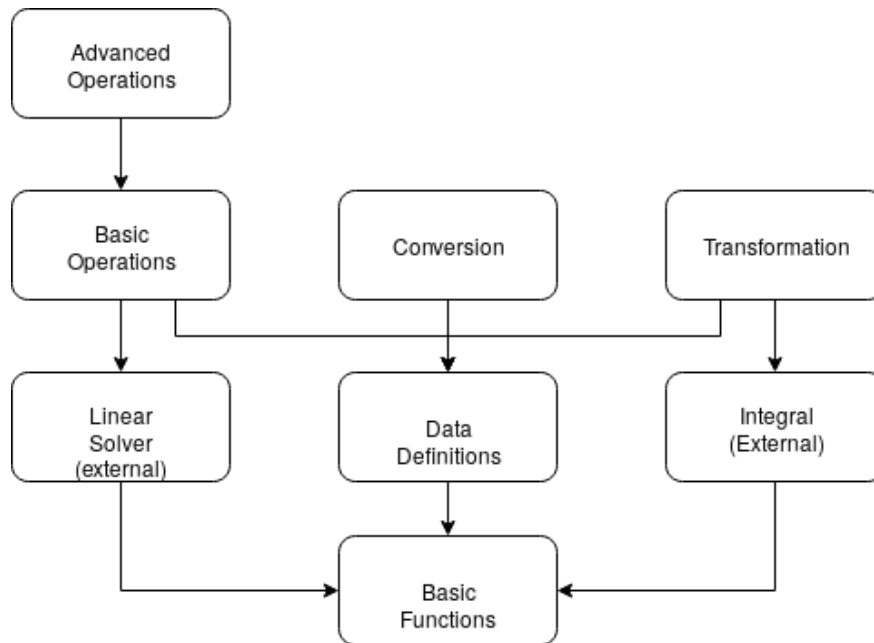 Advanced
Operations
Basic
Operations
Conversion
Transformation
Linear
Solver
(external)
Data
Definitions
Integral
(External)
Basic
Functions